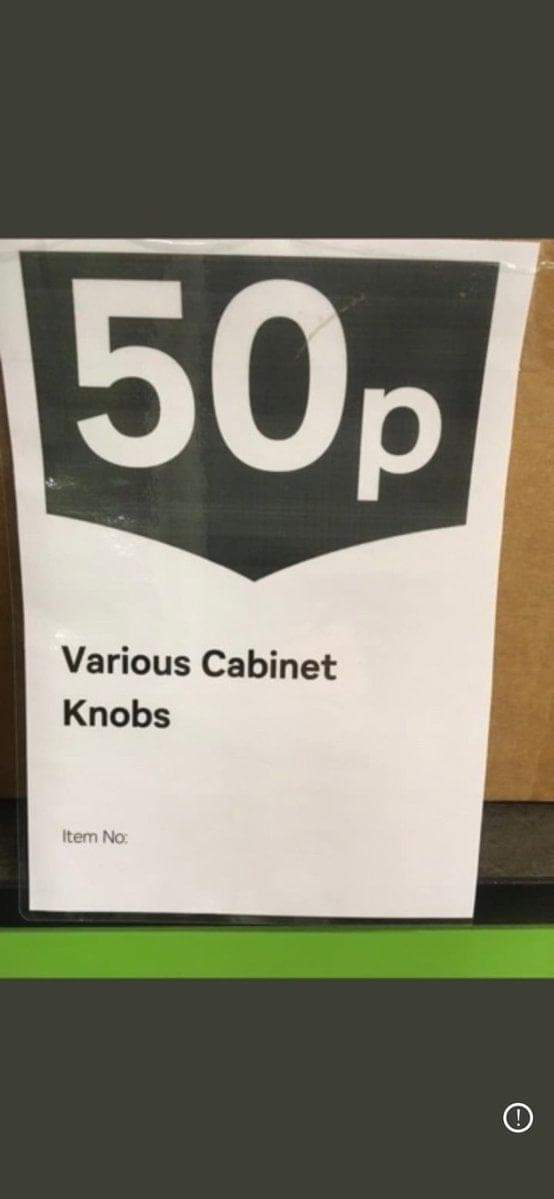 50p
Various Cabinet
Knobs
Item No: